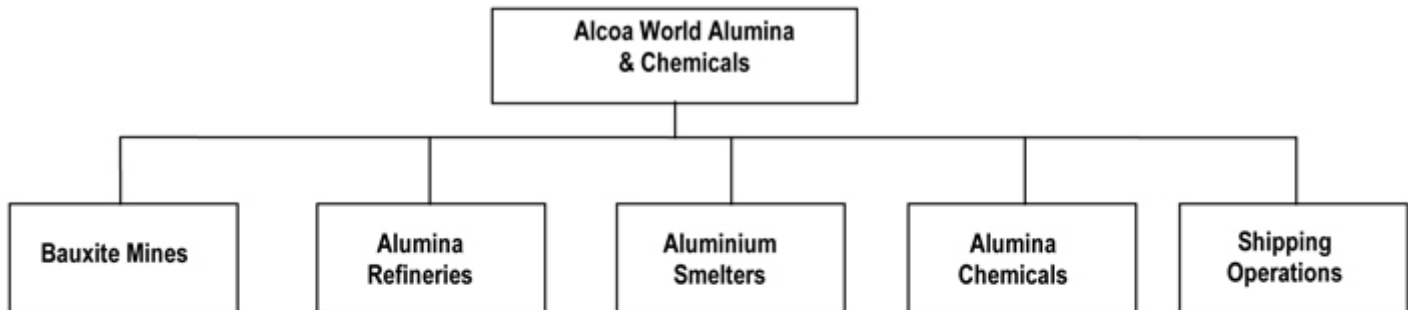 Alcoa World Alumina
& Chemicals
Bauxite Mines
Alumina
Refineries
Aluminium
Smelters
Alumina
Chemicals
Shipping
Operations